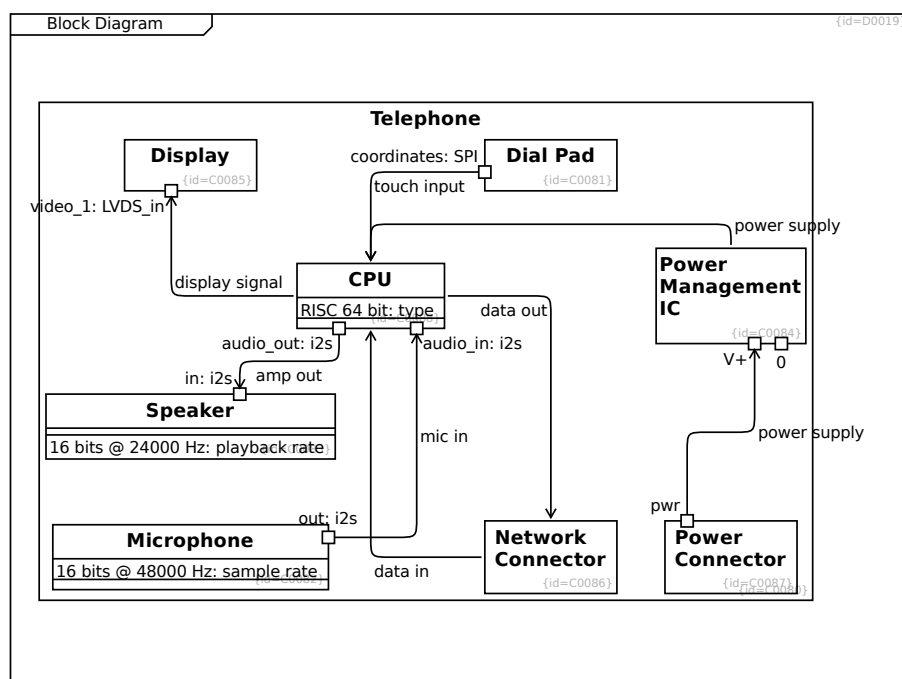 Block Diagram
{id=D0019}
Telephone
Display
{id=C0085}
video_1: LVDS_in
coordinates: SPI
Dial Pad
{id=C0081}
touch input
power supply
display signal
CPU
RISC 64 bit: type
data out
Power
Management
IC
{id=C0084}
V+
0
audio_out: i2s
audio_in: i2s
in: i2s
amp out
Speaker
16 bits @ 24000 Hz: playback rate
mic in
power supply
out: i2s
Microphone
16 bits @ 48000 Hz: sample rate
data in
Network
Connector
{id=C0086}
pwr
Power
Connector
{id=C0087}
{id=C0080}